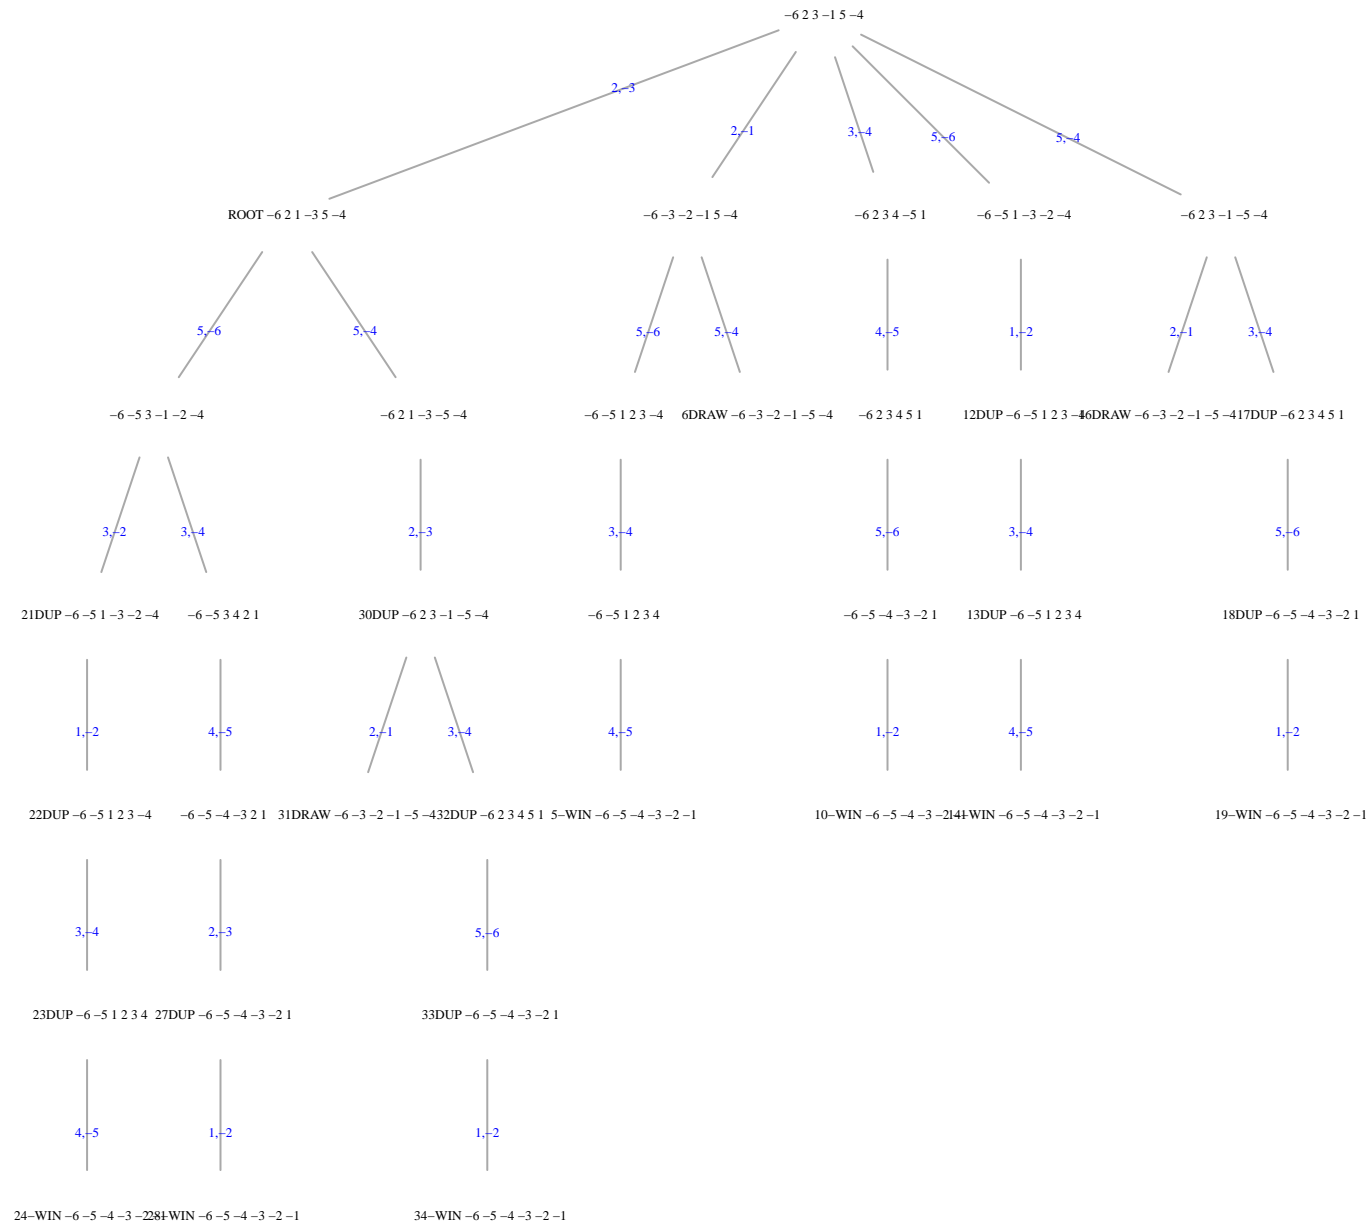 −6 2 3 −1 5 −4
2,−3
2,−1
3,−4
5,−6
5,−4
ROOT −6 2 1 −3 5 −4
−6 −3 −2 −1 5 −4
−6 2 3 4 −5 1
−6 −5 1 −3 −2 −4
−6 2 3 −1 −5 −4
5,−6
5,−4
5,−6
5,−4
4,−5
1,−2
2,−1
3,−4
−6 −5 3 −1 −2 −4
−6 2 1 −3 −5 −4
−6 −5 1 2 3 −4
6DRAW −6 −3 −2 −1 −5 −4
−6 2 3 4 5 1
12DUP −6 −5 1 2 3 −4
16DRAW −6 −3 −2 −1 −5 −4
17DUP −6 2 3 4 5 1
3,−2
3,−4
2,−3
3,−4
5,−6
3,−4
5,−6
21DUP −6 −5 1 −3 −2 −4
−6 −5 3 4 2 1
30DUP −6 2 3 −1 −5 −4
−6 −5 1 2 3 4
−6 −5 −4 −3 −2 1
13DUP −6 −5 1 2 3 4
18DUP −6 −5 −4 −3 −2 1
1,−2
4,−5
2,−1
3,−4
4,−5
1,−2
4,−5
1,−2
22DUP −6 −5 1 2 3 −4
−6 −5 −4 −3 2 1
31DRAW −6 −3 −2 −1 −5 −4
32DUP −6 2 3 4 5 1
5−WIN −6 −5 −4 −3 −2 −1
10−WIN −6 −5 −4 −3 −2 −1
14−WIN −6 −5 −4 −3 −2 −1
19−WIN −6 −5 −4 −3 −2 −1
3,−4
2,−3
5,−6
23DUP −6 −5 1 2 3 4
27DUP −6 −5 −4 −3 −2 1
33DUP −6 −5 −4 −3 −2 1
4,−5
1,−2
1,−2
24−WIN −6 −5 −4 −3 −2 −1
28−WIN −6 −5 −4 −3 −2 −1
34−WIN −6 −5 −4 −3 −2 −1